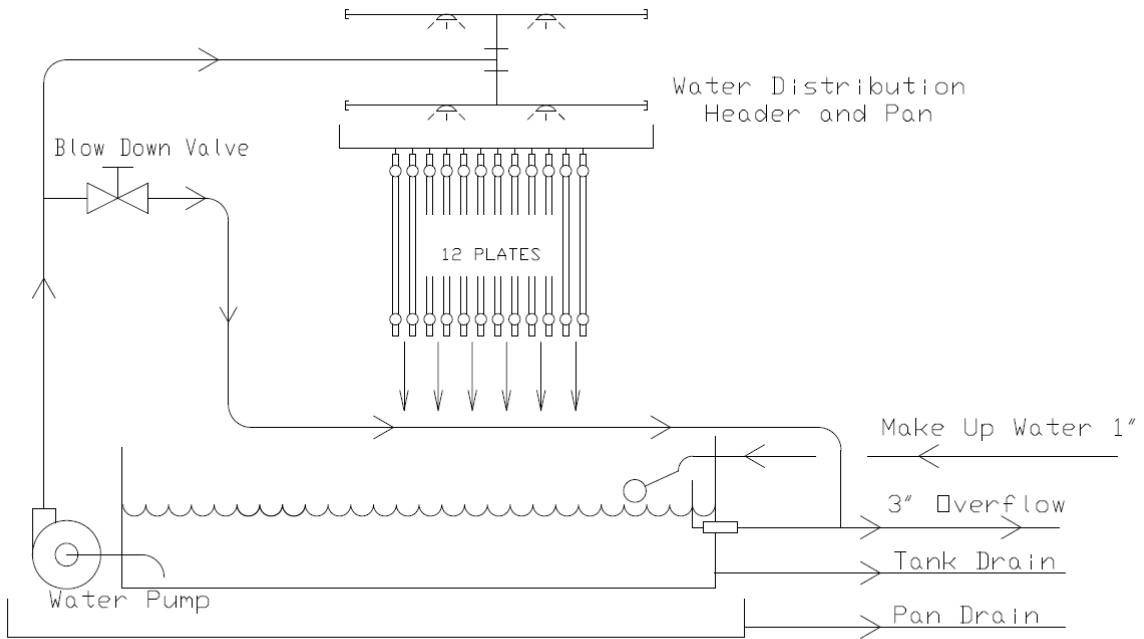 Water Distribution
Header and Pan
Blow Down Valve
12 PLATES
Make Up Water 1"
3" Overflow
Tank Drain
Water Pump
Pan Drain